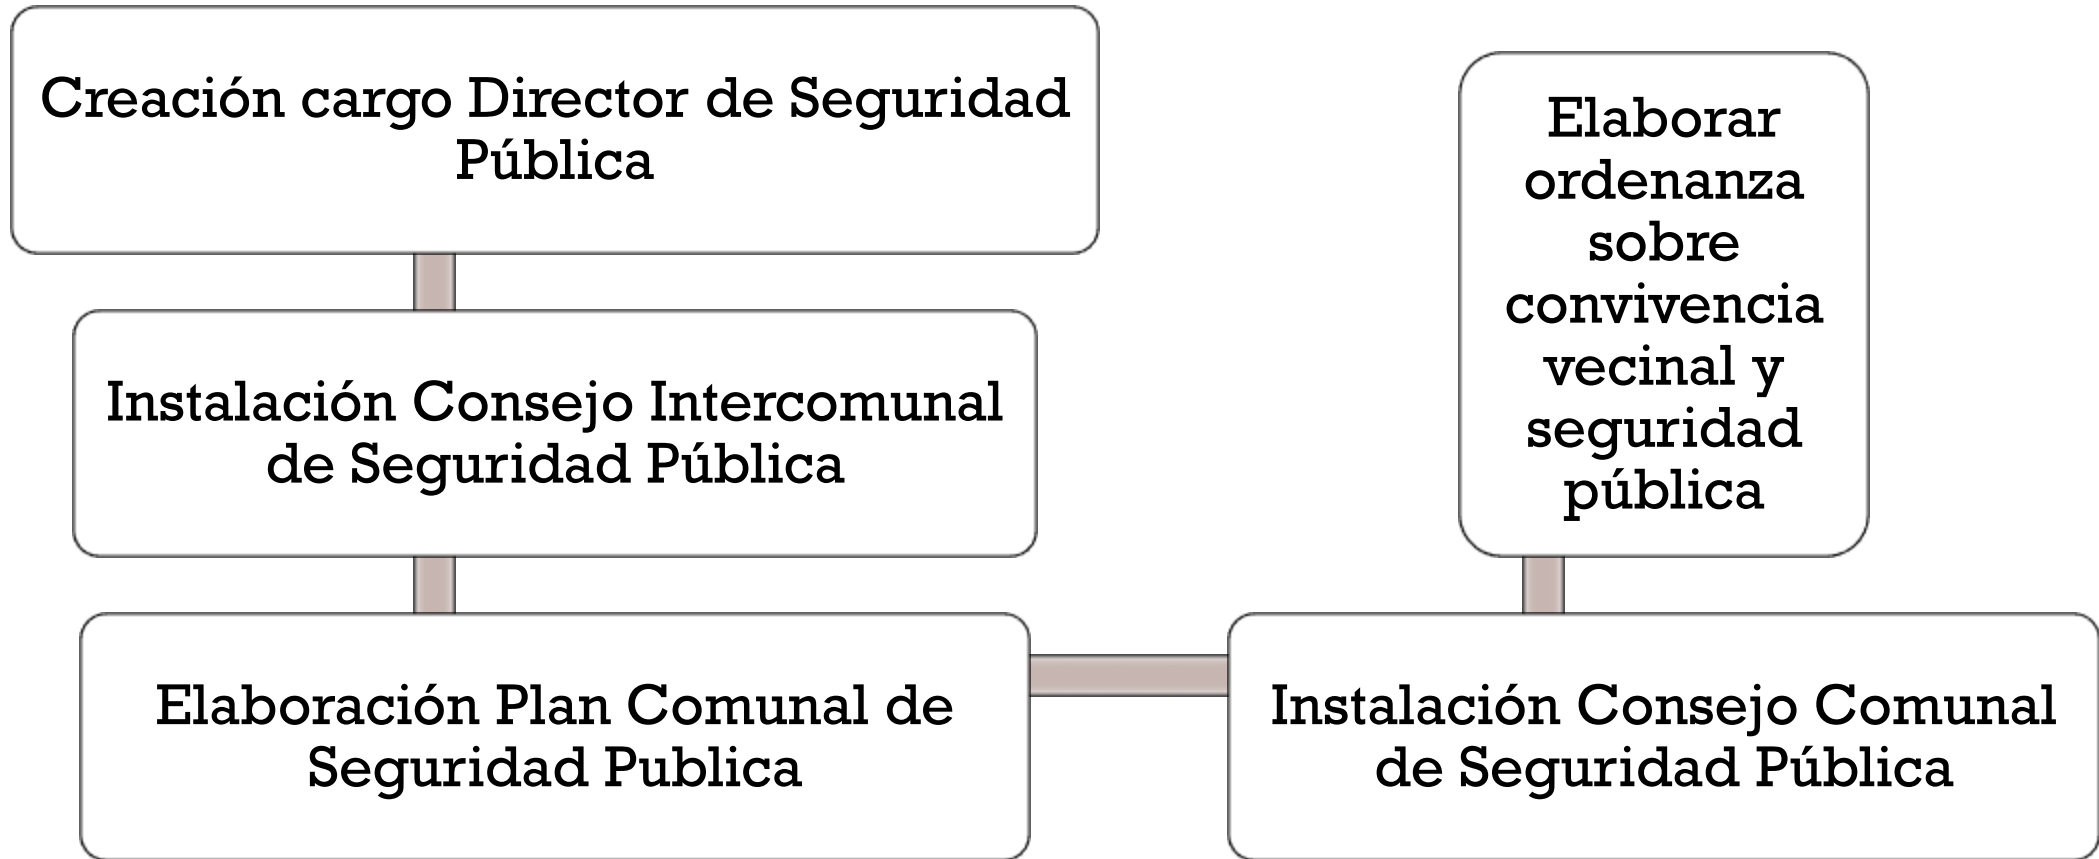 Creación cargo Director de Seguridad
Pública
Instalación Consejo Intercomunal
de Seguridad Pública
Elaboración Plan Comunal de
Seguridad Publica
Instalación Consejo Comunal
de Seguridad Pública
Elaborar
ordenanza
sobre
convivencia
vecinal y
seguridad
pública